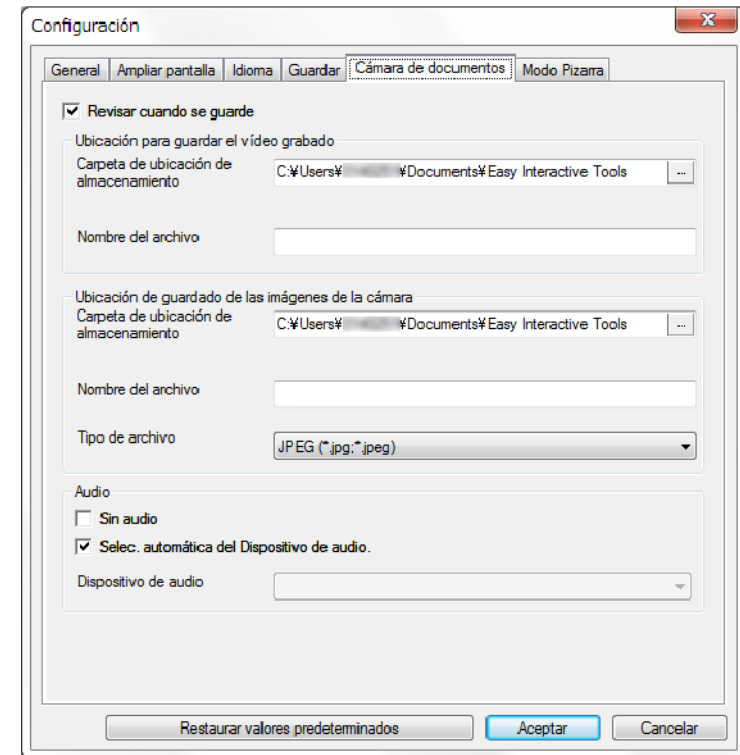 Configuración
General Ampliar pantalla Idioma Guardar Cámara de documentos Modo Pizarra
Revisar cuando se guarde
Ubicación para guardar el vídeo grabado
Carpeta de ubicación de
almacenamiento
C:¥Users¥ ¥Documents¥Easy Interactive Tools
...
Nombre del archivo
Ubicación de guardado de las imágenes de la cámara
Carpeta de ubicación de
almacenamiento
C:¥Users¥ ¥Documents¥Easy Interactive Tools
...
Nombre del archivo
Tipo de archivo
JPEG (*.jpg;*.jpeg)
Audio
Sin audio
Selec. automática del Dispositivo de audio.
Dispositivo de audio
Restaurar valores predeterminados Aceptar Cancelar